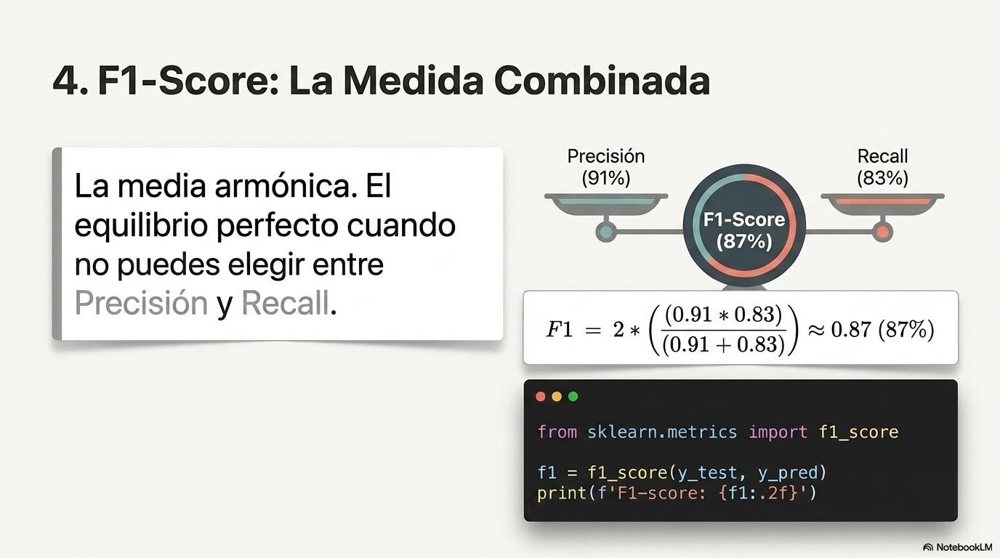 4. F1-Score: La Medida Combinada
La media armónica. El
equilibrio perfecto cuando
no puedes elegir entre
Precisión y Recall.
Precisión
(91%)
Recall
(83%)
F1-Score
(87%)
F1 = 2 * ((0.91 * 0.83) / (0.91 + 0.83)) ≈ 0.87 (87%)
from sklearn.metrics import f1_score
f1 = f1_score(y_test, y_pred)
print(f'F1-score: {f1:.2f}')
NotebookLM